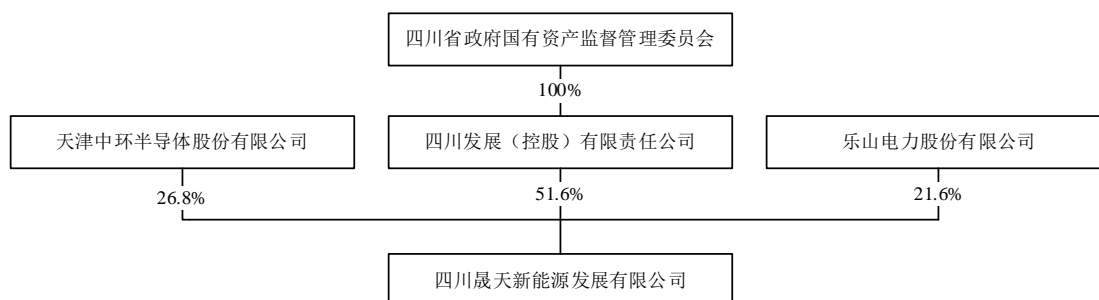 四川省政府国有资产监督管理委员会
100%
天津中环半导体股份有限公司
四川发展（控股）有限责任公司
乐山电力股份有限公司
26.8%
51.6%
21.6%
四川晟天新能源发展有限公司